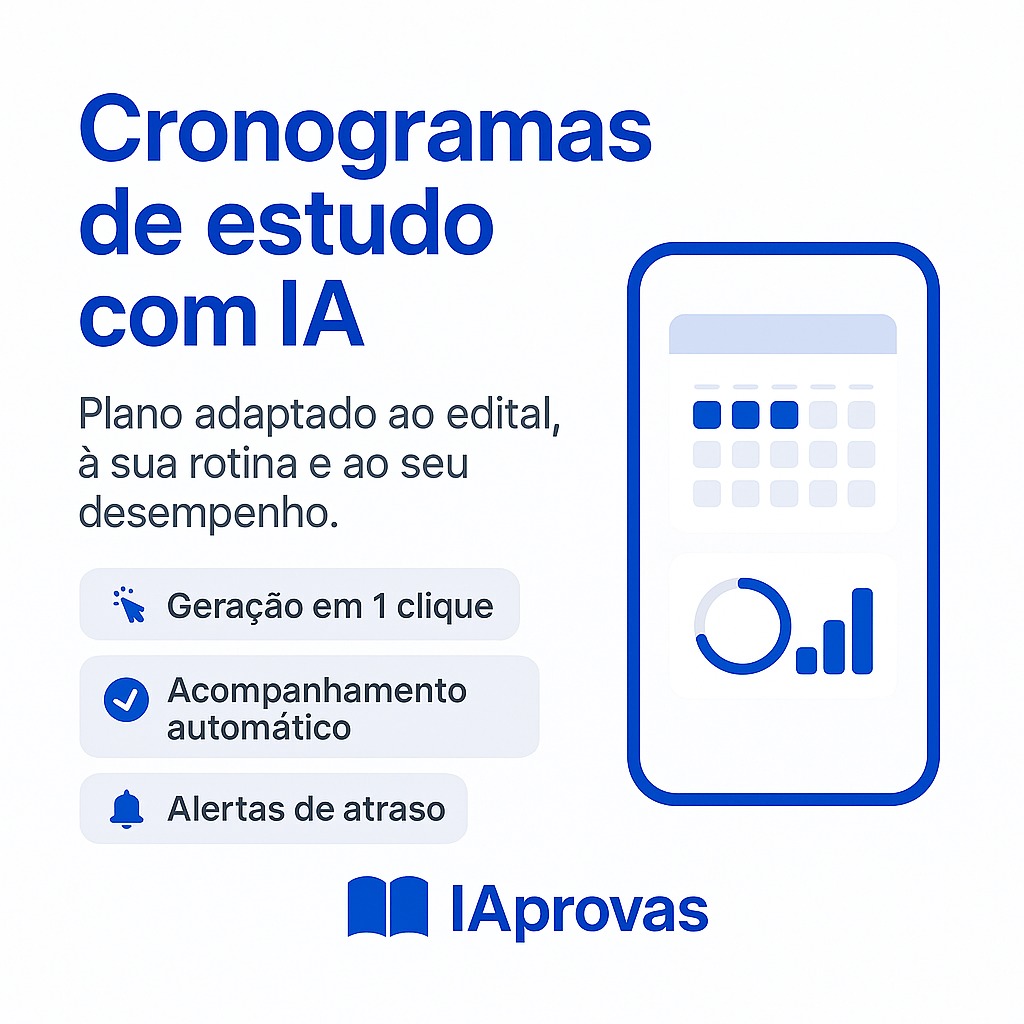 Cronogramas
de estudo
com IA
Plano adaptado ao edital,
à sua rotina e ao seu
desempenho.
Geração em 1 clique
Acompanhamento
automático
Alertas de atraso
IAprovas